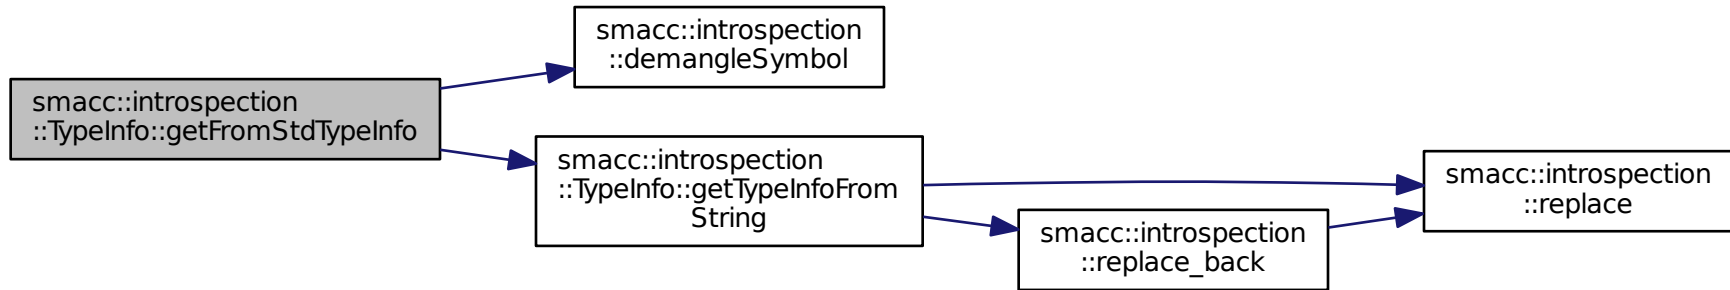 smacc::introspection
::demangleSymbol
smacc::introspection
::TypeInfo::getFromStdTypeInfo
smacc::introspection
::TypeInfo::getTypeInfoFrom
String
smacc::introspection
::replace
smacc::introspection
::replace_back